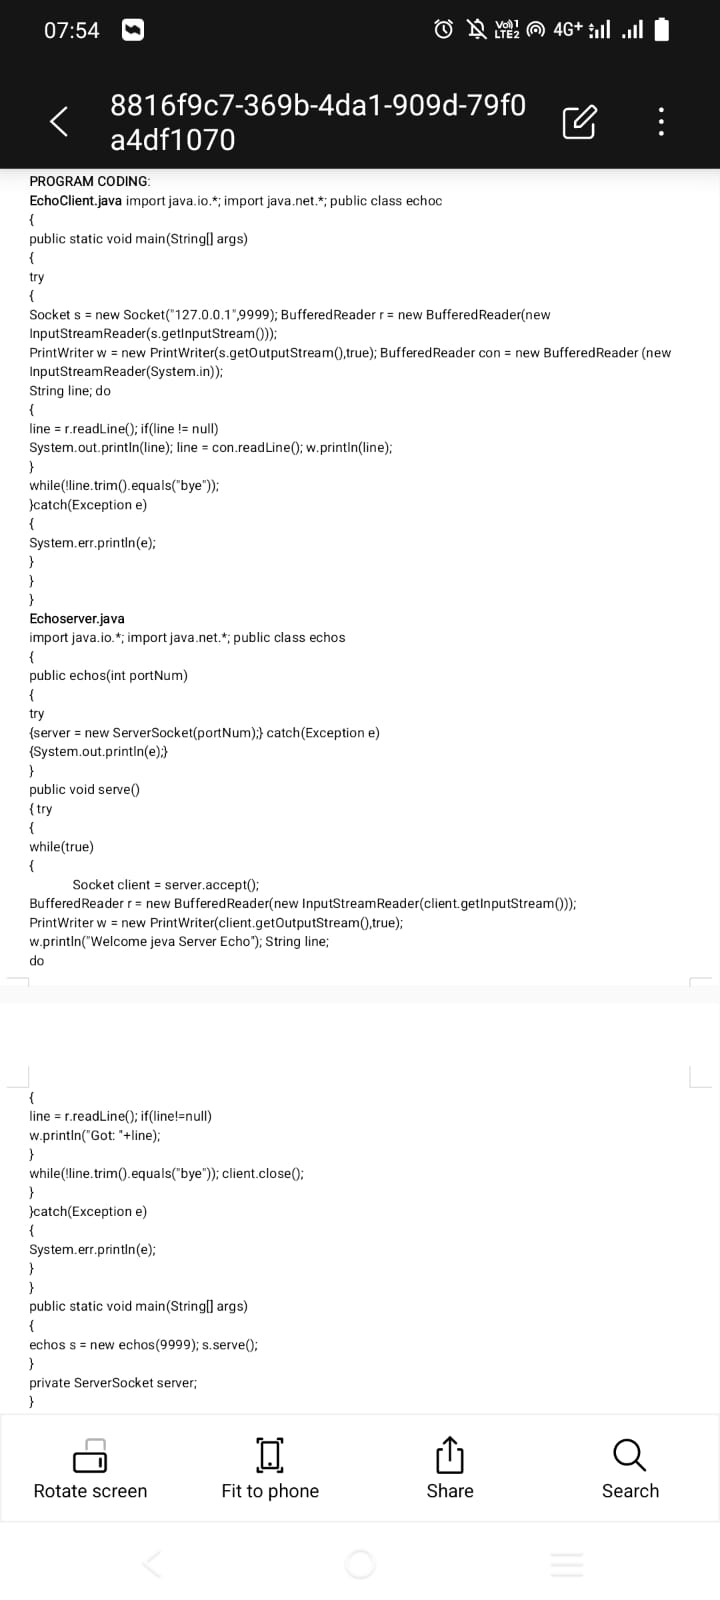 07:54
Vo))1
LTE2
4G+
8816f9c7-369b-4da1-909d-79f0
a4df1070
PROGRAM CODING:
EchoClient.java import java.io.*; import java.net.*; public class echoc
{
public static void main(String[] args)
{
try
{
Socket s = new Socket("127.0.0.1",9999); BufferedReader r = new BufferedReader(new
InputStreamReader(s.getInputStream()));
PrintWriter w = new PrintWriter(s.getOutputStream(),true); BufferedReader con = new BufferedReader (new
InputStreamReader(System.in));
String line; do
{
line = r.readLine(); if(line != null)
System.out.println(line); line = con.readLine(); w.println(line);
}
while(!line.trim().equals("bye"));
}catch(Exception e)
{
System.err.println(e);
}
}
}
Echoserver.java
import java.io.*; import java.net.*; public class echos
{
public echos(int portNum)
{
try
{server = new ServerSocket(portNum);} catch(Exception e)
{System.out.println(e);}
}
public void serve()
{ try
{
while(true)
{
Socket client = server.accept();
BufferedReader r = new BufferedReader(new InputStreamReader(client.getInputStream()));
PrintWriter w = new PrintWriter(client.getOutputStream(),true);
w.println("Welcome jeva Server Echo"); String line;
do
{
line = r.readLine(); if(line!=null)
w.println("Got: "+line);
}
while(!line.trim().equals("bye")); client.close();
}
}catch(Exception e)
{
System.err.println(e);
}
}
public static void main(String[] args)
{
echos s = new echos(9999); s.serve();
}
private ServerSocket server;
}
Rotate screen
Fit to phone
Share
Search